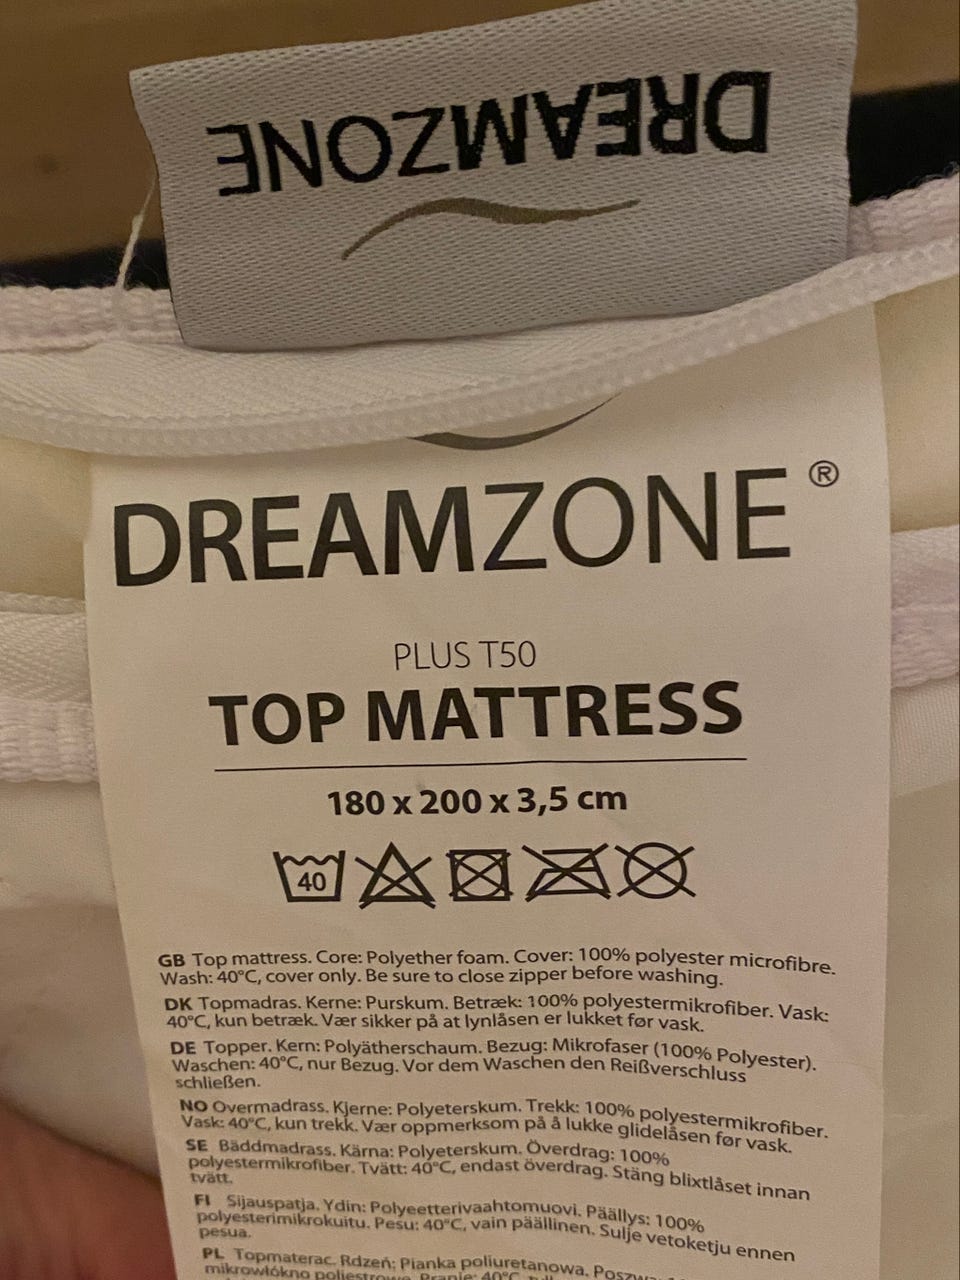 DREAMZONE
DREAMZONE®
PLUS T50
TOP MATTRESS
180 x 200 x 3,5 cm
40
GB Top mattress. Core: Polyether foam. Cover: 100% polyester microfibre.
Wash: 40°C, cover only. Be sure to close zipper before washing.
DK Topmadras. Kerne: Purskum. Betræk: 100% polyestermikrofiber. Vask:
40°C, kun betræk. Vær sikker på at lynlåsen er lukket før vask.
DE Topper. Kern: Polyätherschaum. Bezug: Mikrofaser (100% Polyester).
Waschen: 40°C, nur Bezug. Vor dem Waschen den Reißverschluss
schließen.
NO Overmadrass. Kjerne: Polyeterskum. Trekk: 100% polyestermikrofiber.
Vask: 40°C, kun trekk. Vær oppmerksom på å lukke glidelåsen før vask.
SE Bäddmadrass. Kärna: Polyeterskum. Överdrag: 100%
polyestermikrofiber. Tvätt: 40°C, endast överdrag. Stäng blixtlåset innan
tvätt.
FI Sijauspatja. Ydin: Polyeetterivaahtomuovi. Päällys: 100%
polyesterimikrokuitu. Pesu: 40°C, vain päällinen. Sulje vetoketju ennen
pesua.
PL Topmaterac. Rdzeń: Pianka poliuretanowa.
mikrowłókno poliestrowe. Pranie: 40°C